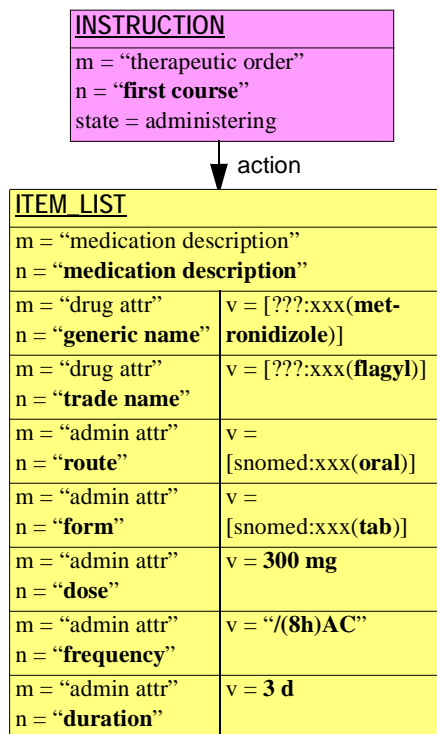 INSTRUCTION
m = “therapeutic order”
n = “first course”
state = administering
action
ITEM_LIST
m = “medication description”
n = “medication description”
m = “drug attr”
n = “generic name”
v = [???:xxx(met-
ronidizole)]
m = “drug attr”
n = “trade name”
v = [???:xxx(flagyl)]
m = “admin attr”
n = “route”
v =
[snomed:xxx(oral)]
m = “admin attr”
n = “form”
v =
[snomed:xxx(tab)]
m = “admin attr”
n = “dose”
v = 300 mg
m = “admin attr”
n = “frequency”
v = “/(8h)AC”
m = “admin attr”
n = “duration”
v = 3 d